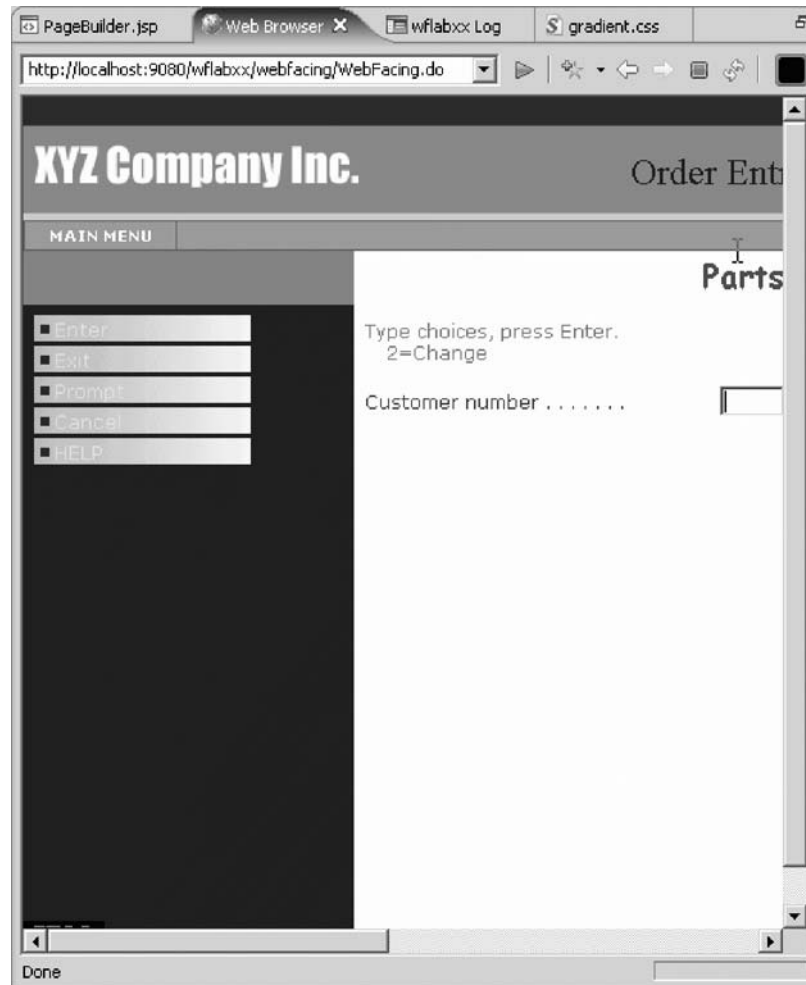 PageBuilder.jsp Web Browser wflabxx Log gradient.css
http://localhost:9080/wflabxx/webfacing/WebFacing.do
XYZ Company Inc.
Order Ent
MAIN MENU
Parts
Enter
Exit
Prompt
Cancel
HELP
Type choices, press Enter.
2=Change
Customer number . . . . . . .
Done